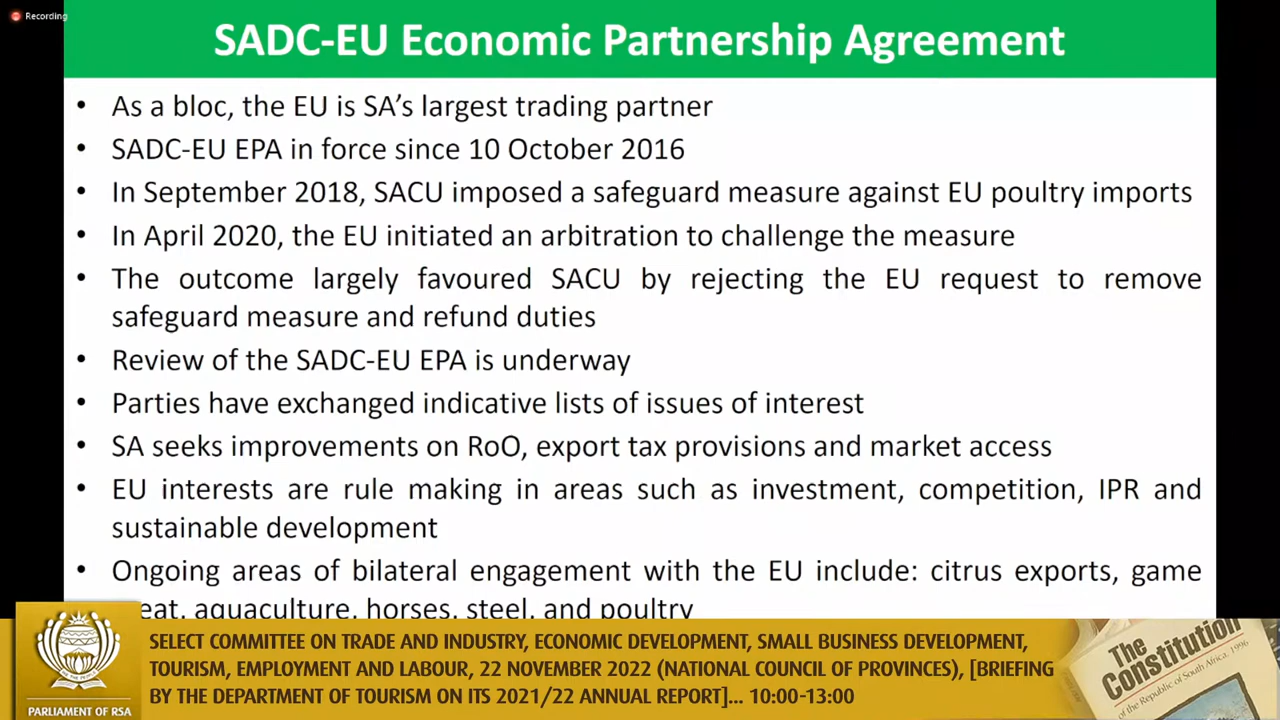 Recording
SADC-EU Economic Partnership Agreement
• As a bloc, the EU is SA's largest trading partner
• SADC-EU EPA in force since 10 October 2016
• In September 2018, SACU imposed a safeguard measure against EU poultry imports
• In April 2020, the EU initiated an arbitration to challenge the measure
• The outcome largely favoured SACU by rejecting the EU request to remove
safeguard measure and refund duties
• Review of the SADC-EU EPA is underway
• Parties have exchanged indicative lists of issues of interest
• SA seeks improvements on RoO, export tax provisions and market access
• EU interests are rule making in areas such as investment, competition, IPR and
sustainable development
• Ongoing areas of bilateral engagement with the EU include: citrus exports, game
eat, aquaculture, horses, steel, and poultry
SELECT COMMITTEE ON TRADE AND INDUSTRY, ECONOMIC DEVELOPMENT, SMALL BUSINESS DEVELOPMENT,
TOURISM, EMPLOYMENT AND LABOUR, 22 NOVEMBER 2022 (NATIONAL COUNCIL OF PROVINCES), [BRIEFING
BY THE DEPARTMENT OF TOURISM ON ITS 2021/22 ANNUAL REPORT]... 10:00-13:00
PARLIAMENT OF RSA
The
Constitution
of the Republic of South Africa, 1996